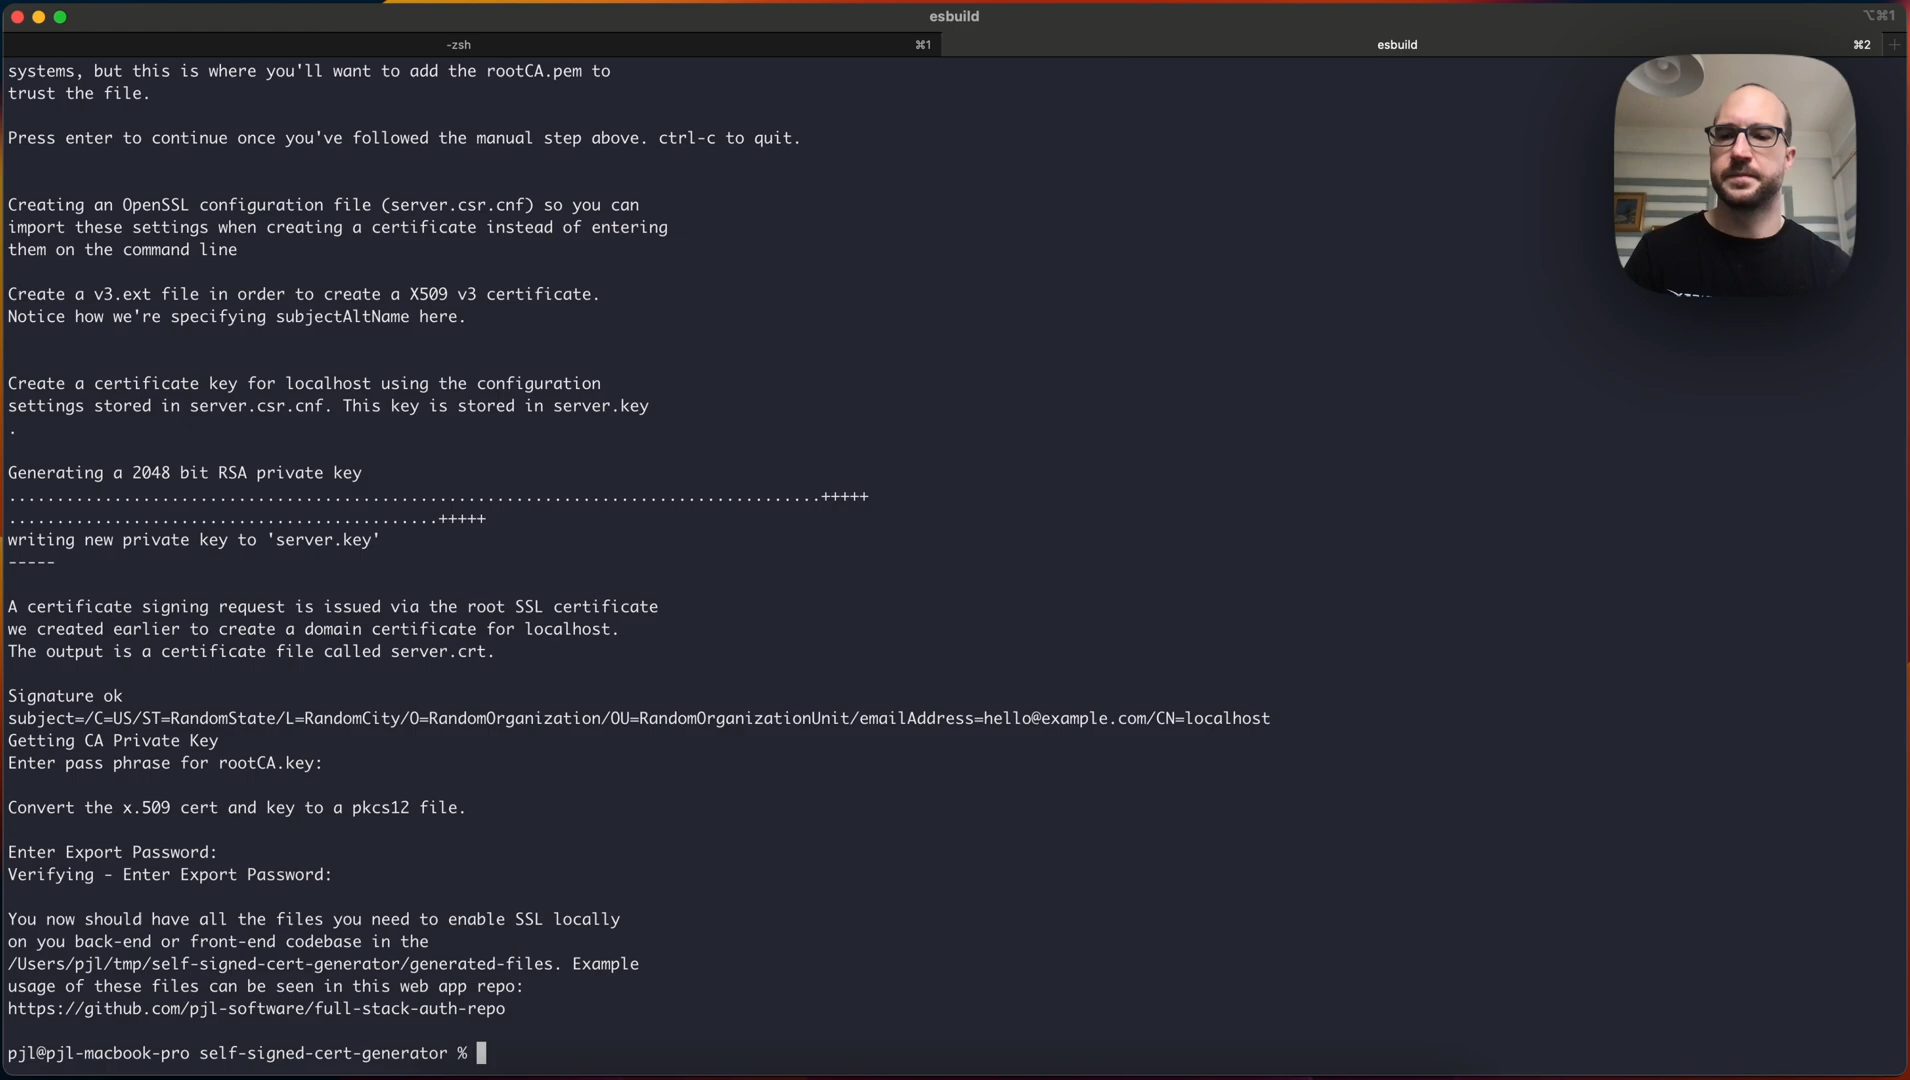 esbuild
⌥⌘1
-zsh
⌘1
esbuild
⌘2
systems, but this is where you'll want to add the rootCA.pem to
trust the file.
Press enter to continue once you've followed the manual step above. ctrl-c to quit.
Creating an OpenSSL configuration file (server.csr.cnf) so you can
import these settings when creating a certificate instead of entering
them on the command line
Create a v3.ext file in order to create a X509 v3 certificate.
Notice how we're specifying subjectAltName here.
Create a certificate key for localhost using the configuration
settings stored in server.csr.cnf. This key is stored in server.key
.
Generating a 2048 bit RSA private key
.....................................................................................+++++
.............................................+++++
writing new private key to 'server.key'
-----
A certificate signing request is issued via the root SSL certificate
we created earlier to create a domain certificate for localhost.
The output is a certificate file called server.crt.
Signature ok
subject=/C=US/ST=RandomState/L=RandomCity/O=RandomOrganization/OU=RandomOrganizationUnit/emailAddress=hello@example.com/CN=localhost
Getting CA Private Key
Enter pass phrase for rootCA.key:
Convert the x.509 cert and key to a pkcs12 file.
Enter Export Password:
Verifying - Enter Export Password:
You now should have all the files you need to enable SSL locally
on you back-end or front-end codebase in the
/Users/pjl/tmp/self-signed-cert-generator/generated-files. Example
usage of these files can be seen in this web app repo:
https://github.com/pjl-software/full-stack-auth-repo
pjl@pjl-macbook-pro self-signed-cert-generator %